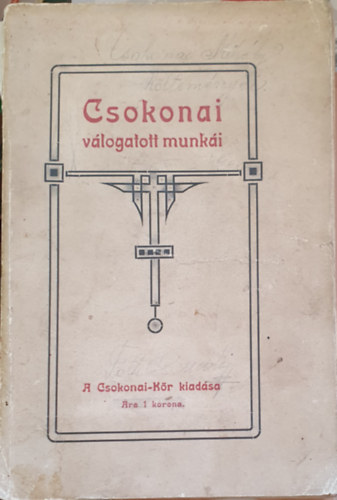 Csokonai
válogatott munkái
A Csokonai-Kör kiadása
Ára 1 korona.